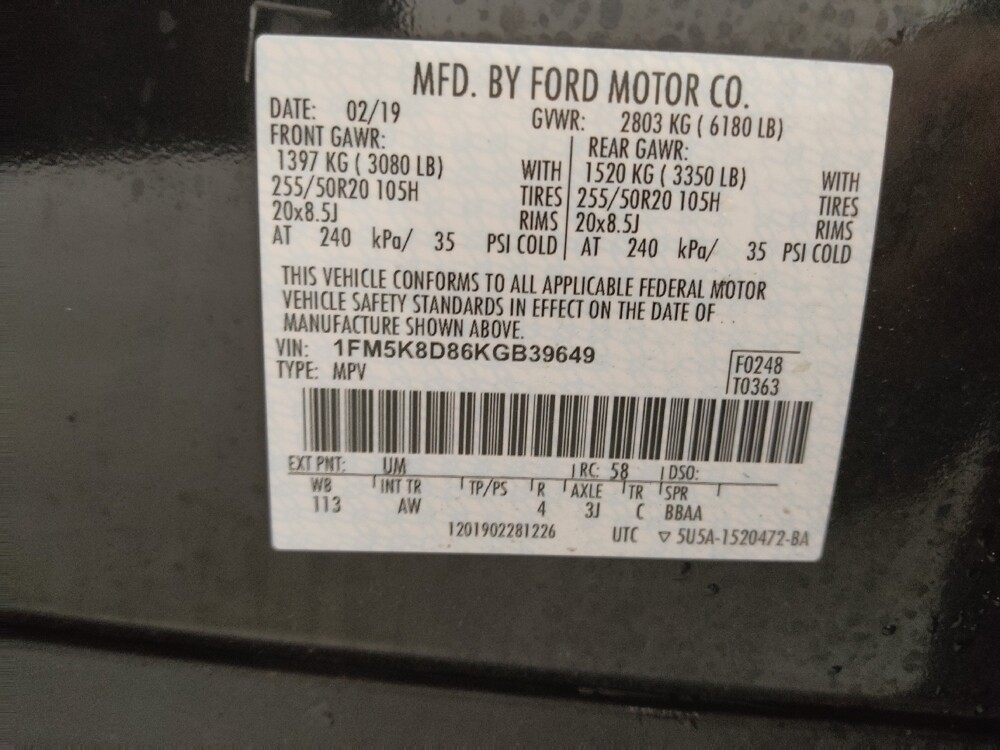 MFD. BY FORD MOTOR CO.
DATE: 02/19 GVWR: 2803 KG ( 6180 LB)
FRONT GAWR: REAR GAWR:
1397 KG ( 3080 LB) WITH 1520 KG ( 3350 LB) WITH
255/50R20 105H TIRES 255/50R20 105H TIRES
20x8.5J RIMS 20x8.5J RIMS
AT 240 kPa/ 35 PSI COLD AT 240 kPa/ 35 PSI COLD
THIS VEHICLE CONFORMS TO ALL APPLICABLE FEDERAL MOTOR
VEHICLE SAFETY STANDARDS IN EFFECT ON THE DATE OF
MANUFACTURE SHOWN ABOVE.
VIN: 1FM5K8D86KGB39649 F0248
TYPE: MPV T0363
EXT PNT: UM RC: 58 DSO:
WB INT TR TP/PS R AXLE TR SPR
113 AW 4 3J C BBAA
1201902281226 UTC ▽ 5U5A-1520472-BA